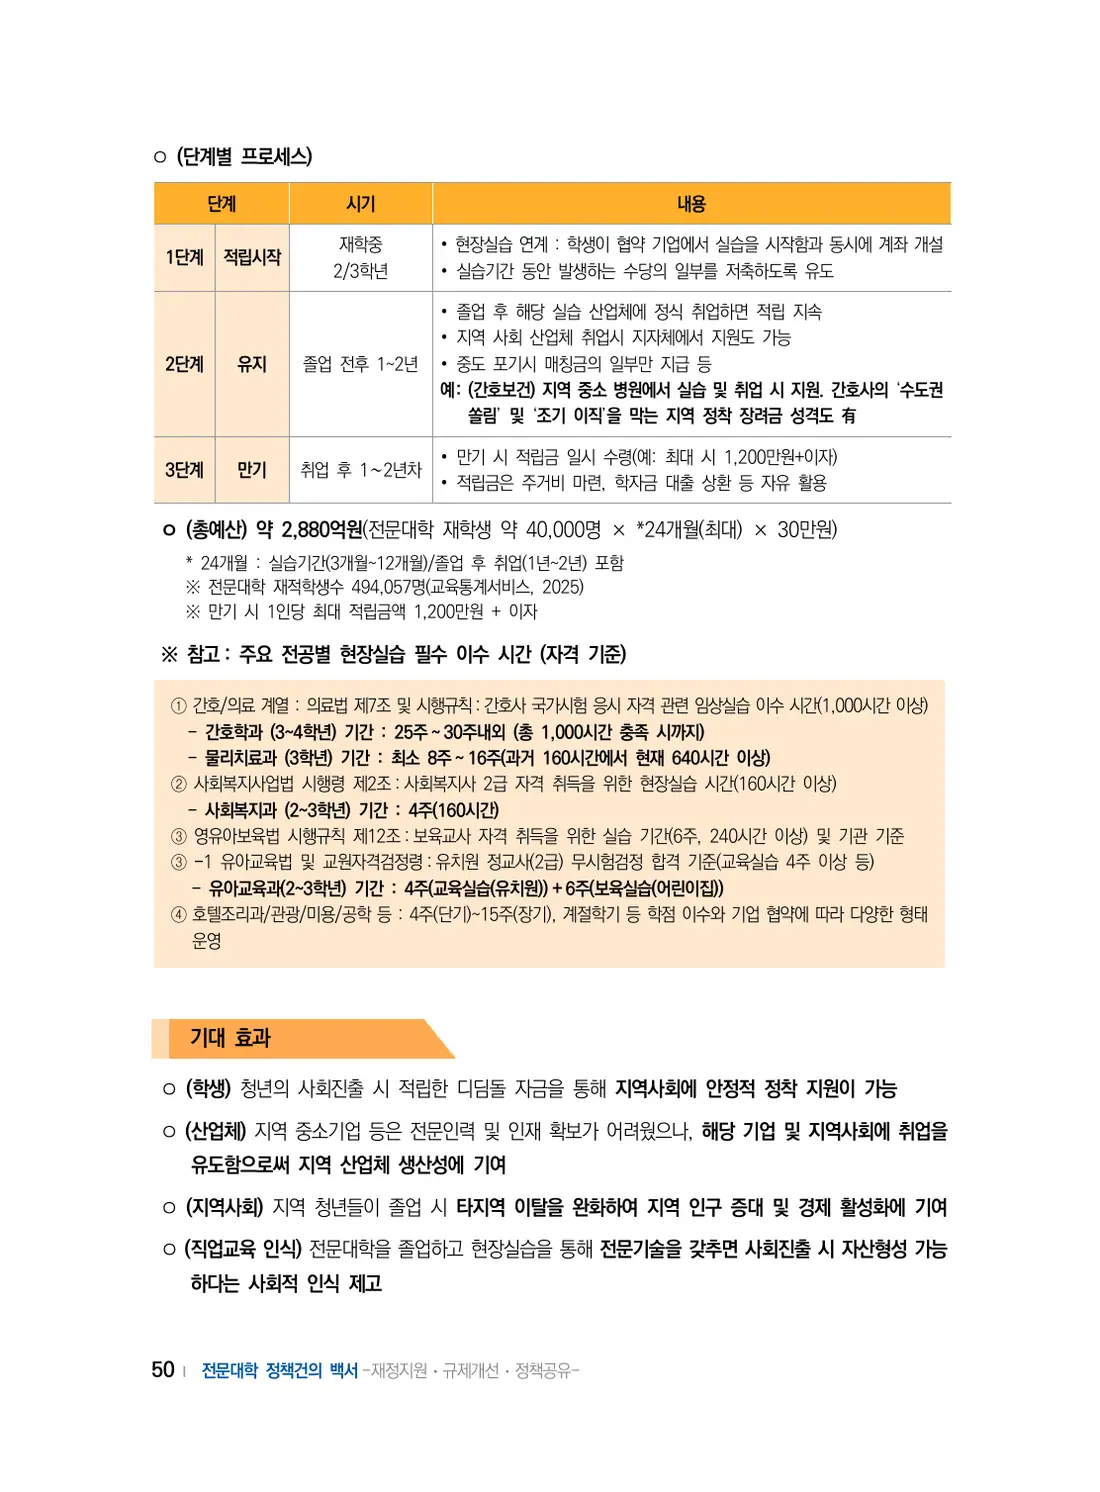 ○ (단계별 프로세스)
단계 시기 내용
1단계 적립시작 재학중 2/3학년
• 현장실습 연계 : 학생이 협약 기업에서 실습을 시작함과 동시에 계좌 개설
• 실습기간 동안 발생하는 수당의 일부를 저축하도록 유도
2단계 유지 졸업 전후 1~2년
• 졸업 후 해당 실습 산업체에 정식 취업하면 적립 지속
• 지역 사회 산업체 취업시 지자체에서 지원도 가능
• 중도 포기시 매칭금의 일부만 지급 등
예: (간호보건) 지역 중소 병원에서 실습 및 취업 시 지원. 간호사의 ‘수도권
쏠림’ 및 ‘조기 이직’을 막는 지역 정착 장려금 성격도 有
3단계 만기 취업 후 1～2년차
• 만기 시 적립금 일시 수령(예: 최대 시 1,200만원+이자)
• 적립금은 주거비 마련, 학자금 대출 상환 등 자유 활용
○ (총예산) 약 2,880억원(전문대학 재학생 약 40,000명 × *24개월(최대) × 30만원)
* 24개월 : 실습기간(3개월~12개월)/졸업 후 취업(1년~2년) 포함
※ 전문대학 재적학생수 494,057명(교육통계서비스, 2025)
※ 만기 시 1인당 최대 적립금액 1,200만원 + 이자
※ 참고 : 주요 전공별 현장실습 필수 이수 시간 (자격 기준)
① 간호/의료 계열 : 의료법 제7조 및 시행규칙 : 간호사 국가시험 응시 자격 관련 임상실습 이수 시간(1,000시간 이상)
- 간호학과 (3~4학년) 기간 : 25주 ~ 30주내외 (총 1,000시간 충족 시까지)
- 물리치료과 (3학년) 기간 : 최소 8주 ~ 16주(과거 160시간에서 현재 640시간 이상)
② 사회복지사업법 시행령 제2조 : 사회복지사 2급 자격 취득을 위한 현장실습 시간(160시간 이상)
- 사회복지과 (2~3학년) 기간 : 4주(160시간)
③ 영유아보육법 시행규칙 제12조 : 보육교사 자격 취득을 위한 실습 기간(6주, 240시간 이상) 및 기관 기준
③ -1 유아교육법 및 교원자격검정령 : 유치원 정교사(2급) 무시험검정 합격 기준(교육실습 4주 이상 등)
- 유아교육과(2~3학년) 기간 : 4주(교육실습(유치원)) + 6주(보육실습(어린이집))
④ 호텔조리과/관광/미용/공학 등 : 4주(단기)~15주(장기), 계절학기 등 학점 이수와 기업 협약에 따라 다양한 형태
운영
기대 효과
○ (학생) 청년의 사회진출 시 적립한 디딤돌 자금을 통해 지역사회에 안정적 정착 지원이 가능
○ (산업체) 지역 중소기업 등은 전문인력 및 인재 확보가 어려웠으나, 해당 기업 및 지역사회에 취업을
유도함으로써 지역 산업체 생산성에 기여
○ (지역사회) 지역 청년들이 졸업 시 타지역 이탈을 완화하여 지역 인구 증대 및 경제 활성화에 기여
○ (직업교육 인식) 전문대학을 졸업하고 현장실습을 통해 전문기술을 갖추면 사회진출 시 자산형성 가능
하다는 사회적 인식 제고
50 | 전문대학 정책건의 백서 -재정지원·규제개선·정책공유-